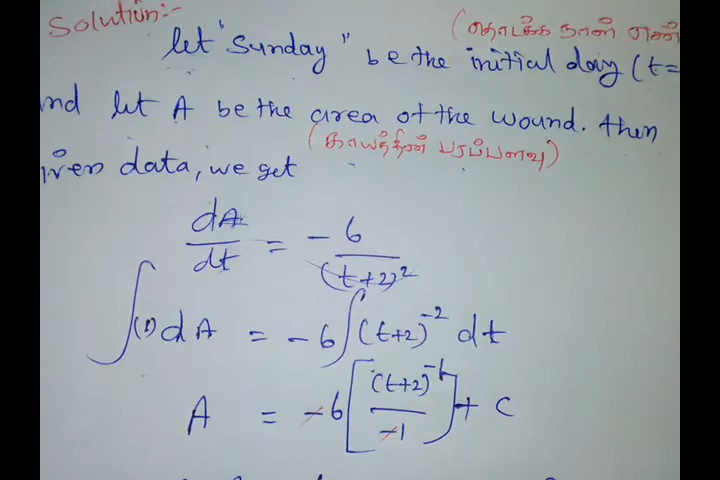 Solution:-
(தொடக்க நாள் என்
let "Sunday" be the initial day (t=
nd let A be the area of the wound. then
(காயத்தின் பரப்பளவு)
iven data, we get
dA/dt = -6/(t+2)²
∫(1)dA = -6∫(t+2)⁻² dt
A = -6[(t+2)⁻¹/-1] + C